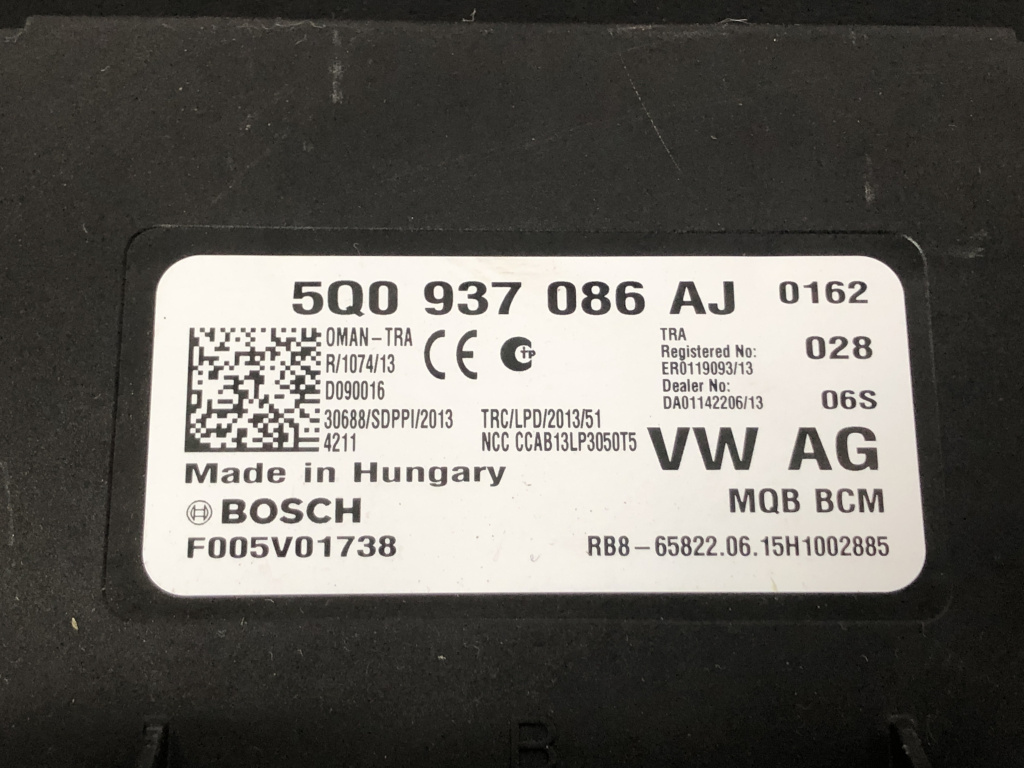 5Q0 937 086 AJ 0162
OMAN-TRA
R/1074/13
D090016
30688/SDPPI/2013
4211
CE
TP
TRC/LPD/2013/51
NCC CCAB13LP3050T5
TRA
Registered No:
ER0119093/13
Dealer No:
DA01142206/13
028
06S
VW AG
MQB BCM
Made in Hungary
BOSCH
F005V01738
RB8-65822.06.15H1002885
B